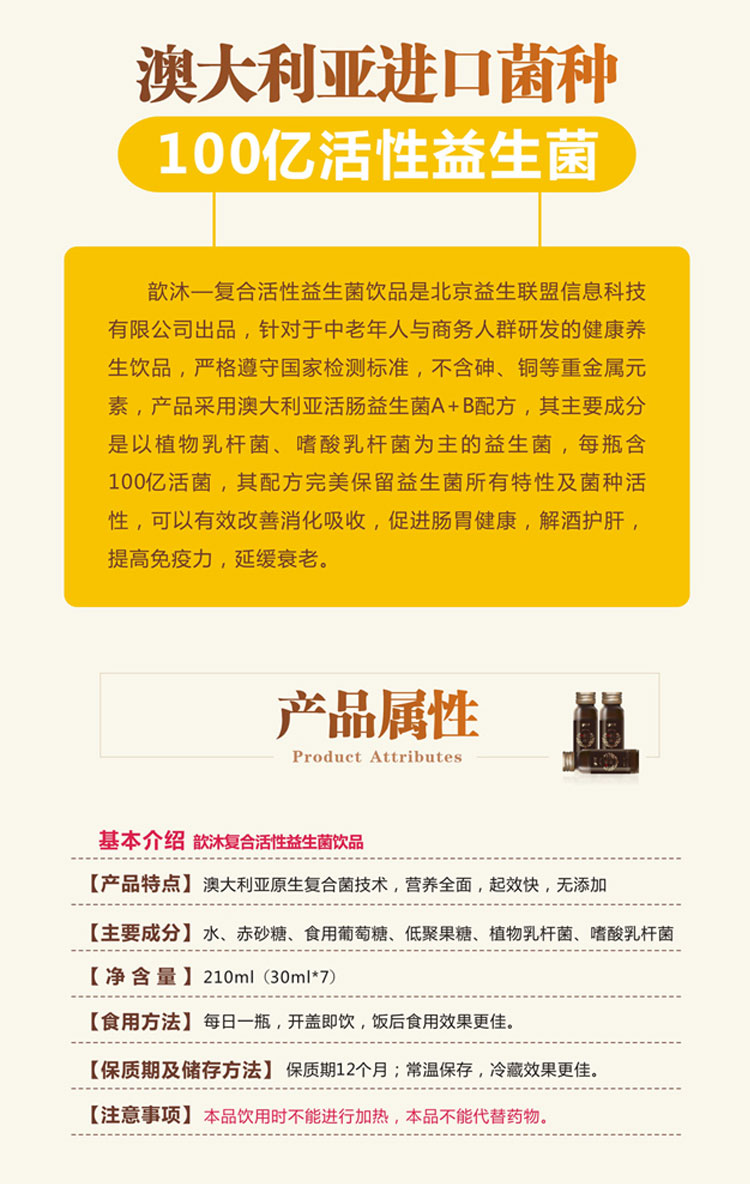 澳大利亚进口菌种
100亿活性益生菌
歆沐—复合活性益生菌饮品是北京益生联盟信息科技
有限公司出品，针对于中老年人与商务人群研发的健康养
生饮品，严格遵守国家检测标准，不含砷、铜等重金属元
素，产品采用澳大利亚活肠益生菌A+B配方，其主要成分
是以植物乳杆菌、嗜酸乳杆菌为主的益生菌，每瓶含
100亿活菌，其配方完美保留益生菌所有特性及菌种活
性，可以有效改善消化吸收，促进肠胃健康，解酒护肝，
提高免疫力，延缓衰老。
产品属性
Product Attributes
基本介绍 歆沐复合活性益生菌饮品
【产品特点】澳大利亚原生复合菌技术，营养全面，起效快，无添加
【主要成分】水、赤砂糖、食用葡萄糖、低聚果糖、植物乳杆菌、嗜酸乳杆菌
【净含量】210ml（30ml*7）
【食用方法】每日一瓶，开盖即饮，饭后食用效果更佳。
【保质期及储存方法】保质期12个月；常温保存，冷藏效果更佳。
【注意事项】本品饮用时不能进行加热，本品不能代替药物。